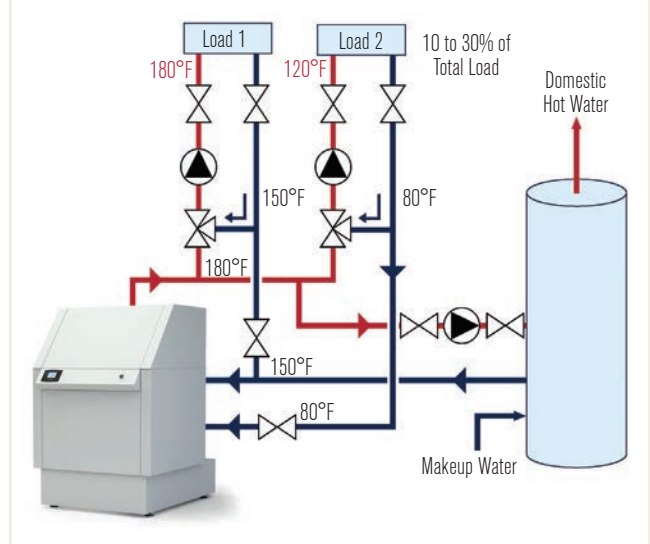 Load 1
Load 2
10 to 30% of
Total Load
180°F
120°F
Domestic
Hot Water
150°F
80°F
180°F
150°F
80°F
Makeup Water